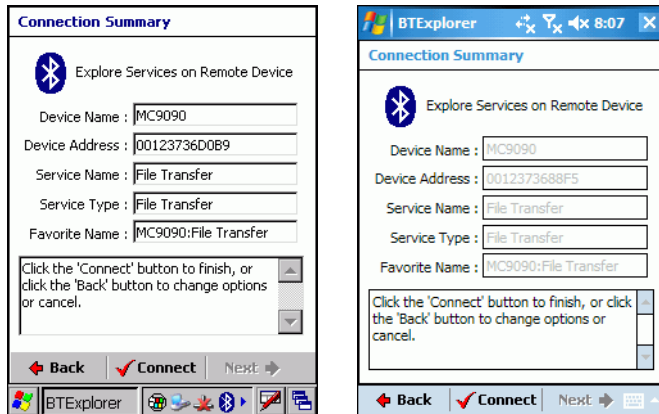 Connection Summary
Explore Services on Remote Device
Device Name : MC9090
Device Address : 00123736D0B9
Service Name : File Transfer
Service Type : File Transfer
Favorite Name : MC9090:File Transfer
Click the 'Connect' button to finish, or
click the 'Back' button to change options
or cancel.
Back Connect Next
BTExplorer
BTExplorer 8:07
Connection Summary
Explore Services on Remote Device
Device Name : MC9090
Device Address : 0012373688F5
Service Name : File Transfer
Service Type : File Transfer
Favorite Name : MC9090:File Transfer
Click the 'Connect' button to finish, or click
the 'Back' button to change options or
cancel.
Back Connect Next